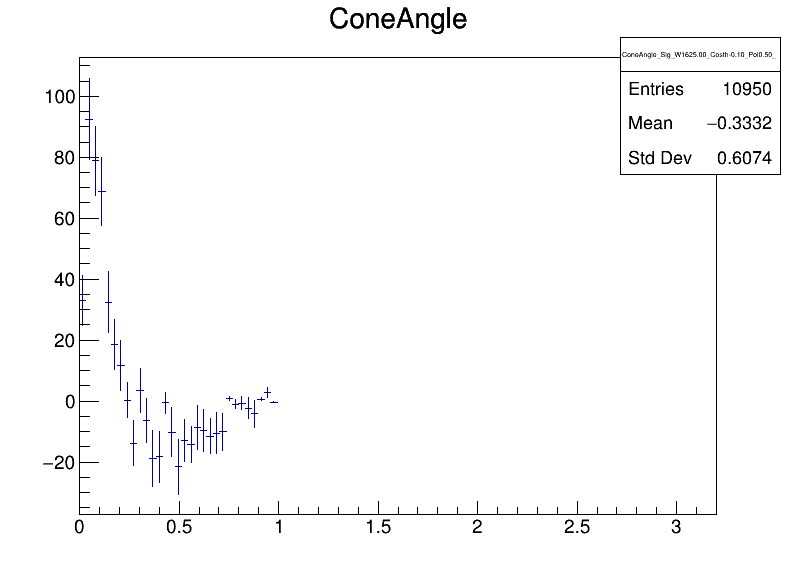 ConeAngle
ConeAngle_Sig_W1625.00_Costh-0.10_Pol0.50_
Entries 10950
Mean −0.3332
Std Dev 0.6074
100
80
60
40
20
0
−20
0 0.5 1 1.5 2 2.5 3